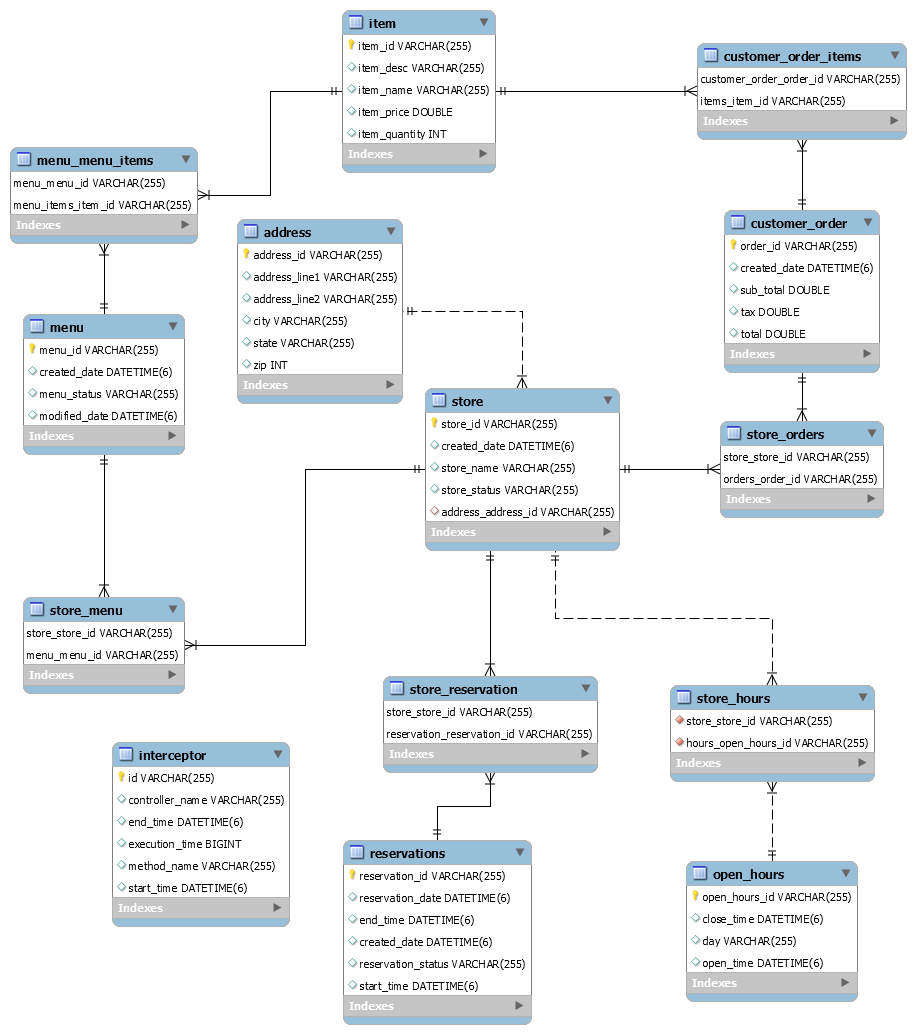 item
item_id VARCHAR(255)
item_desc VARCHAR(255)
item_name VARCHAR(255)
item_price DOUBLE
item_quantity INT
Indexes
customer_order_items
customer_order_order_id VARCHAR(255)
items_item_id VARCHAR(255)
Indexes
menu_menu_items
menu_menu_id VARCHAR(255)
menu_items_item_id VARCHAR(255)
Indexes
address
address_id VARCHAR(255)
address_line1 VARCHAR(255)
address_line2 VARCHAR(255)
city VARCHAR(255)
state VARCHAR(255)
zip INT
Indexes
customer_order
order_id VARCHAR(255)
created_date DATETIME(6)
sub_total DOUBLE
tax DOUBLE
total DOUBLE
Indexes
menu
menu_id VARCHAR(255)
created_date DATETIME(6)
menu_status VARCHAR(255)
modified_date DATETIME(6)
Indexes
store
store_id VARCHAR(255)
created_date DATETIME(6)
store_name VARCHAR(255)
store_status VARCHAR(255)
address_address_id VARCHAR(255)
Indexes
store_orders
store_store_id VARCHAR(255)
orders_order_id VARCHAR(255)
Indexes
store_menu
store_store_id VARCHAR(255)
menu_menu_id VARCHAR(255)
Indexes
store_reservation
store_store_id VARCHAR(255)
reservation_reservation_id VARCHAR(255)
Indexes
store_hours
store_store_id VARCHAR(255)
hours_open_hours_id VARCHAR(255)
Indexes
interceptor
id VARCHAR(255)
controller_name VARCHAR(255)
end_time DATETIME(6)
execution_time BIGINT
method_name VARCHAR(255)
start_time DATETIME(6)
Indexes
reservations
reservation_id VARCHAR(255)
reservation_date DATETIME(6)
end_time DATETIME(6)
created_date DATETIME(6)
reservation_status VARCHAR(255)
start_time DATETIME(6)
Indexes
open_hours
open_hours_id VARCHAR(255)
close_time DATETIME(6)
day VARCHAR(255)
open_time DATETIME(6)
Indexes